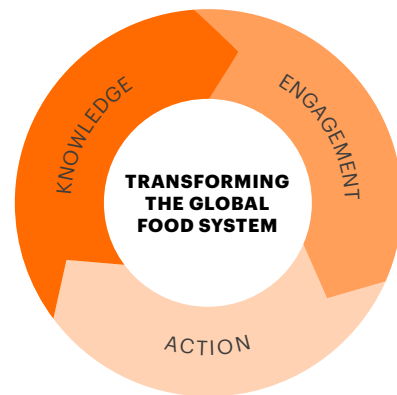 KNOWLEDGE
ENGAGEMENT
TRANSFORMING
THE GLOBAL
FOOD SYSTEM
ACTION